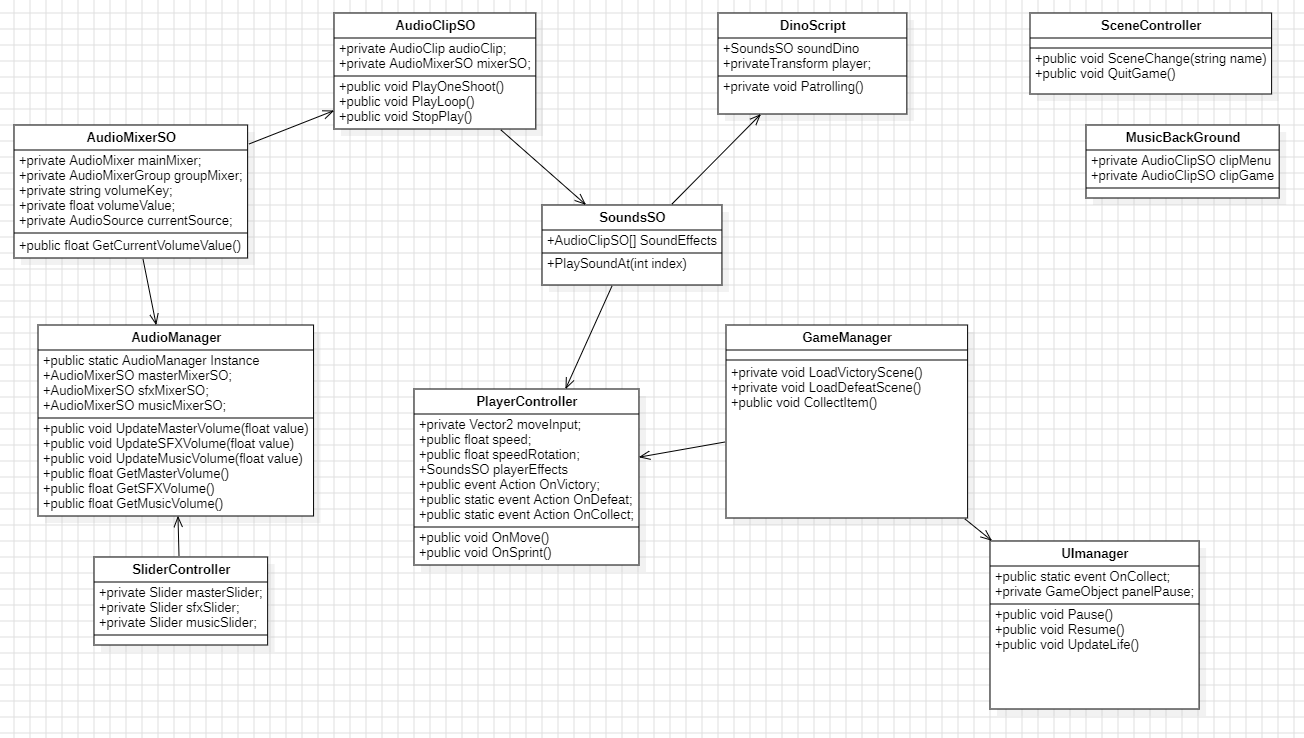 AudioClipSO
+private AudioClip audioClip;
+private AudioMixerSO mixerSO;
+public void PlayOneShoot()
+public void PlayLoop()
+public void StopPlay()
DinoScript
+SoundsSO soundDino
+privateTransform player;
+private void Patrolling()
SceneController
+public void SceneChange(string name)
+public void QuitGame()
AudioMixerSO
+private AudioMixer mainMixer;
+private AudioMixerGroup groupMixer;
+private string volumeKey;
+private float volumeValue;
+private AudioSource currentSource;
+public float GetCurrentVolumeValue()
MusicBackGround
+private AudioClipSO clipMenu
+private AudioClipSO clipGame
SoundsSO
+AudioClipSO[] SoundEffects
+PlaySoundAt(int index)
AudioManager
+public static AudioManager Instance
+AudioMixerSO masterMixerSO;
+AudioMixerSO sfxMixerSO;
+AudioMixerSO musicMixerSO;
+public void UpdateMasterVolume(float value)
+public void UpdateSFXVolume(float value)
+public void UpdateMusicVolume(float value)
+public float GetMasterVolume()
+public float GetSFXVolume()
+public float GetMusicVolume()
GameManager
+private void LoadVictoryScene()
+private void LoadDefeatScene()
+public void CollectItem()
PlayerController
+private Vector2 moveInput;
+public float speed;
+public float speedRotation;
+SoundsSO playerEffects
+public event Action OnVictory;
+public static event Action OnDefeat;
+public static event Action OnCollect;
+public void OnMove()
+public void OnSprint()
UImanager
+public static event OnCollect;
+private GameObject panelPause;
+public void Pause()
+public void Resume()
+public void UpdateLife()
SliderController
+private Slider masterSlider;
+private Slider sfxSlider;
+private Slider musicSlider;